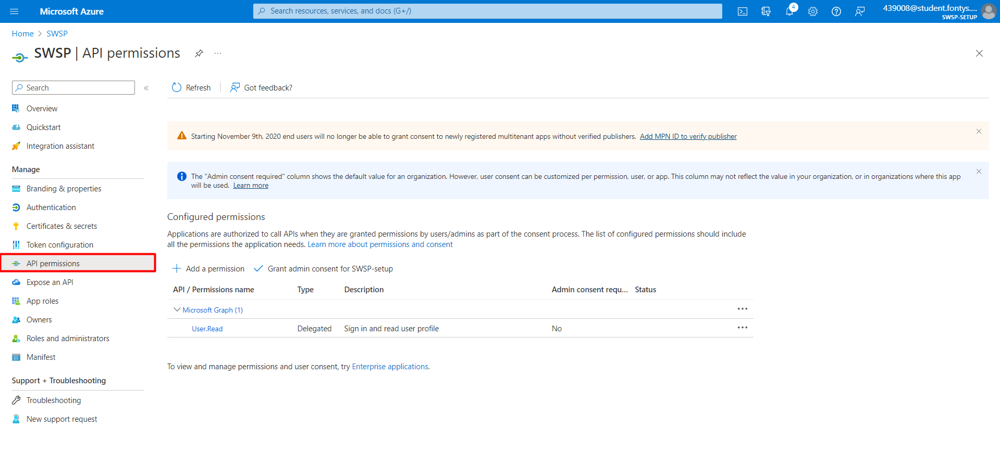 Microsoft Azure
Search resources, services, and docs (G+/)
4
439008@student.fontys....
SWSP-SETUP
Home > SWSP
SWSP | API permissions
...
Search
«
Refresh
Got feedback?
Overview
Quickstart
Integration assistant
Manage
Branding & properties
Authentication
Certificates & secrets
Token configuration
API permissions
Expose an API
App roles
Owners
Roles and administrators
Manifest
Support + Troubleshooting
Troubleshooting
New support request
Starting November 9th, 2020 end users will no longer be able to grant consent to newly registered multitenant apps without verified publishers. Add MPN ID to verify publisher
The "Admin consent required" column shows the default value for an organization. However, user consent can be customized per permission, user, or app. This column may not reflect the value in your organization, or in organizations where this app
will be used. Learn more
Configured permissions
Applications are authorized to call APIs when they are granted permissions by users/admins as part of the consent process. The list of configured permissions should include
all the permissions the application needs. Learn more about permissions and consent
Add a permission
Grant admin consent for SWSP-setup
API / Permissions name Type Description Admin consent requ... Status
Microsoft Graph (1)
User.Read Delegated Sign in and read user profile No
To view and manage permissions and user consent, try Enterprise applications.